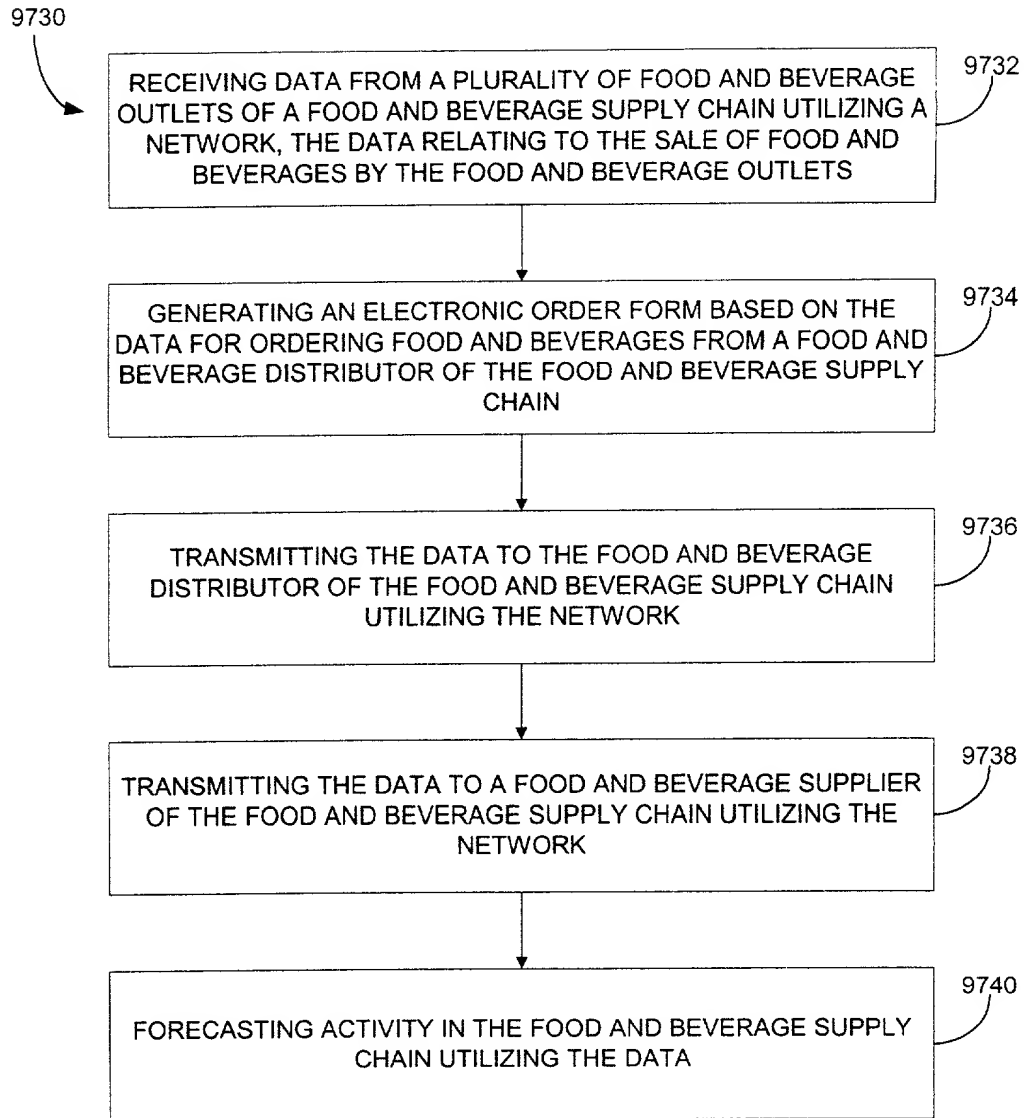 9730
9732
RECEIVING DATA FROM A PLURALITY OF FOOD AND BEVERAGE
OUTLETS OF A FOOD AND BEVERAGE SUPPLY CHAIN UTILIZING A
NETWORK, THE DATA RELATING TO THE SALE OF FOOD AND
BEVERAGES BY THE FOOD AND BEVERAGE OUTLETS
9734
GENERATING AN ELECTRONIC ORDER FORM BASED ON THE
DATA FOR ORDERING FOOD AND BEVERAGES FROM A FOOD AND
BEVERAGE DISTRIBUTOR OF THE FOOD AND BEVERAGE SUPPLY
CHAIN
9736
TRANSMITTING THE DATA TO THE FOOD AND BEVERAGE
DISTRIBUTOR OF THE FOOD AND BEVERAGE SUPPLY CHAIN
UTILIZING THE NETWORK
9738
TRANSMITTING THE DATA TO A FOOD AND BEVERAGE SUPPLIER
OF THE FOOD AND BEVERAGE SUPPLY CHAIN UTILIZING THE
NETWORK
9740
FORECASTING ACTIVITY IN THE FOOD AND BEVERAGE SUPPLY
CHAIN UTILIZING THE DATA